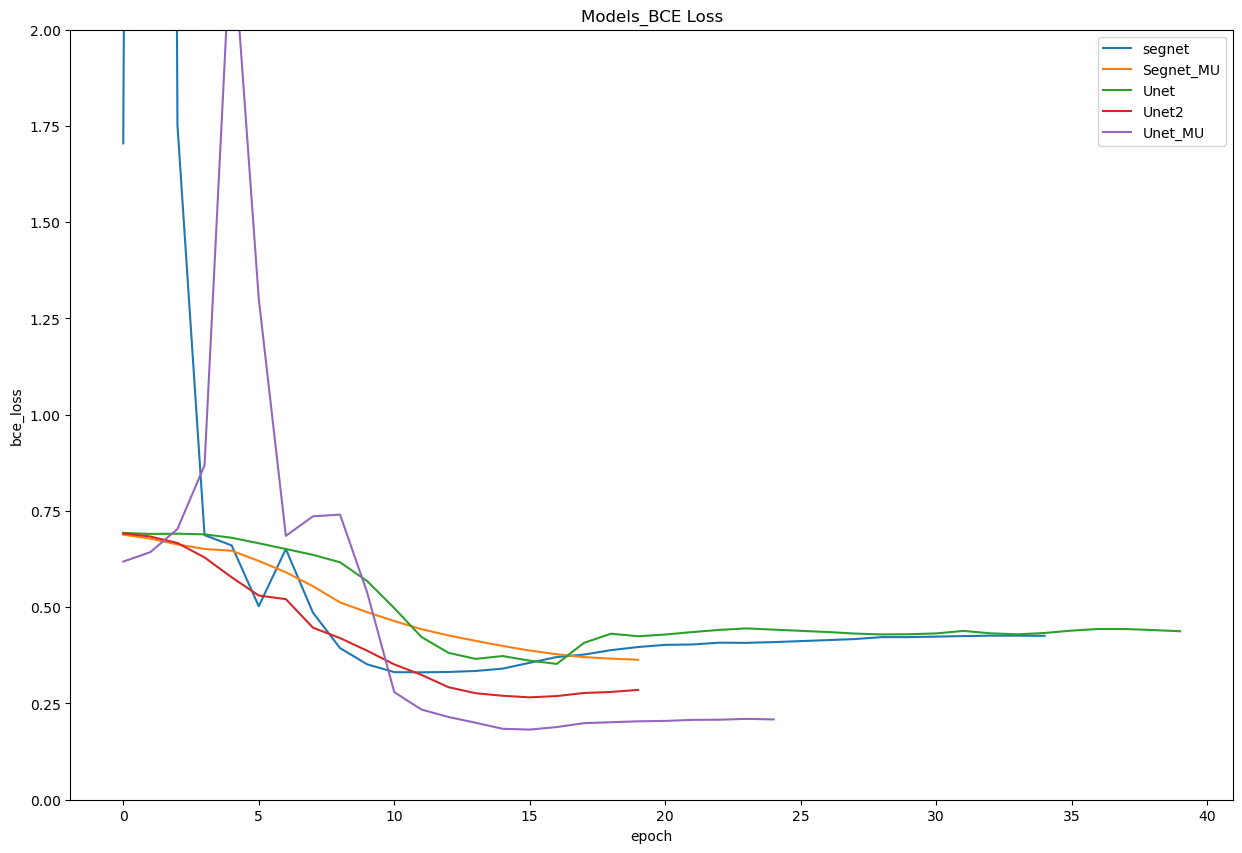 Models_BCE Loss
2.00
1.75
1.50
1.25
1.00
0.75
0.50
0.25
0.00
bce_loss
segnet
Segnet_MU
Unet
Unet2
Unet_MU
0 5 10 15 20 25 30 35 40
epoch